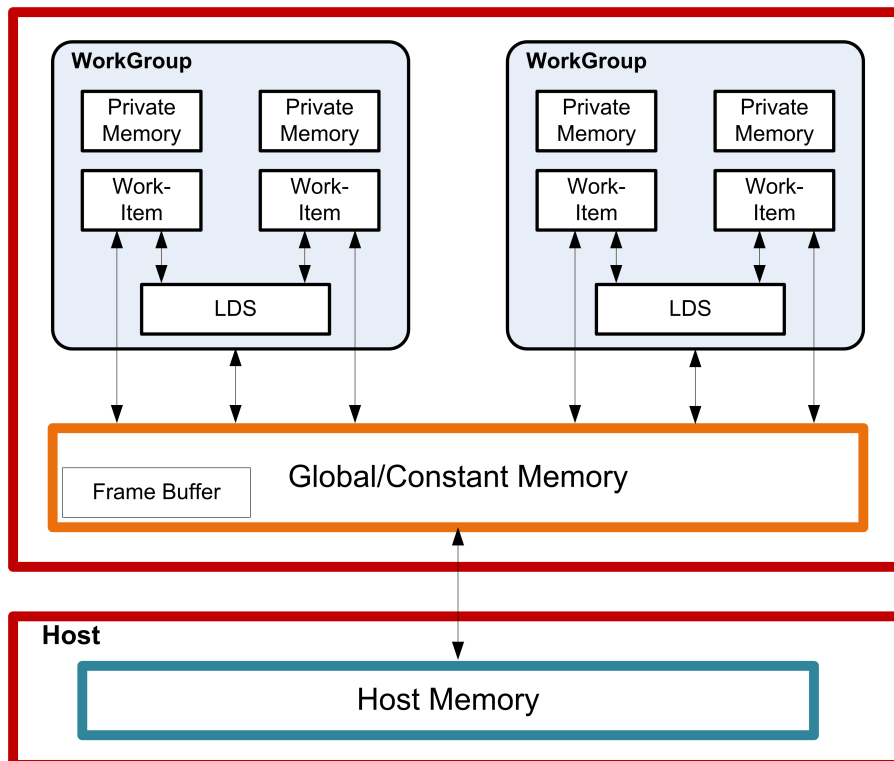 WorkGroup
Private
Memory
Private
Memory
Work-
Item
Work-
Item
LDS
WorkGroup
Private
Memory
Private
Memory
Work-
Item
Work-
Item
LDS
Global/Constant Memory
Frame Buffer
Host
Host Memory